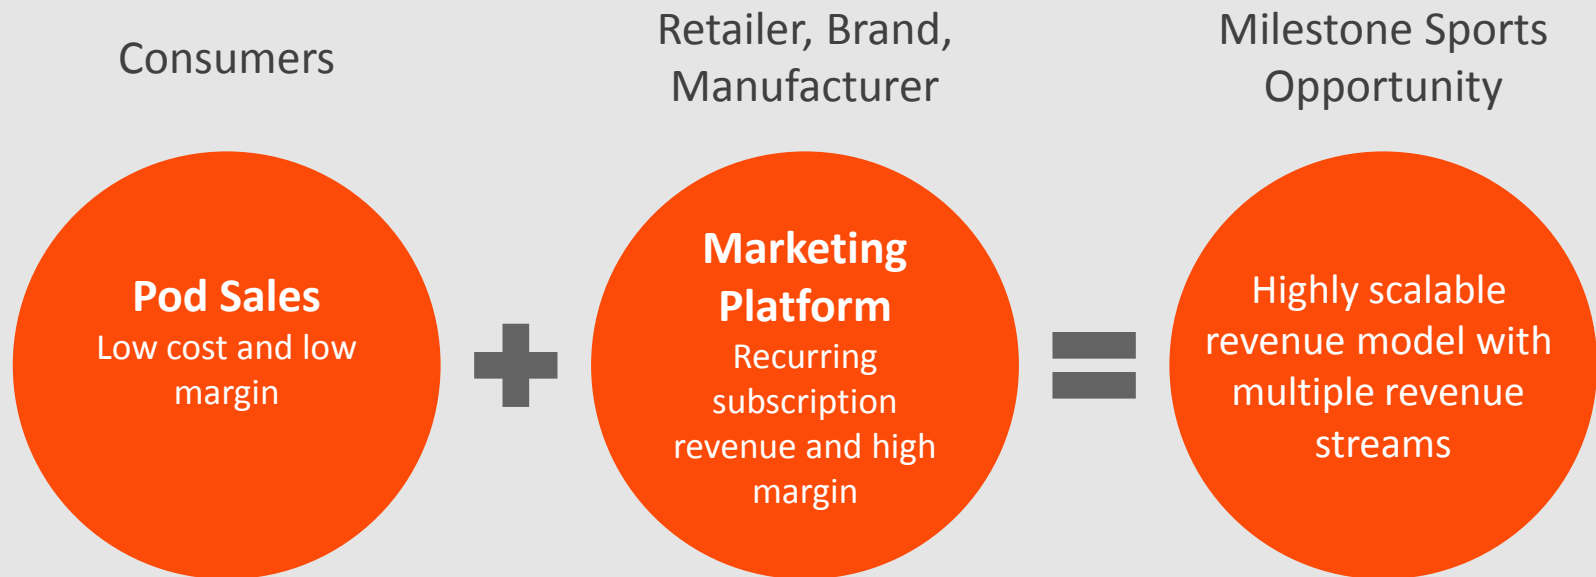 Consumers
Pod Sales
Low cost and low
margin
Retailer, Brand,
Manufacturer
Marketing
Platform
Recurring
subscription
revenue and high
margin
Milestone Sports
Opportunity
Highly scalable
revenue model with
multiple revenue
streams